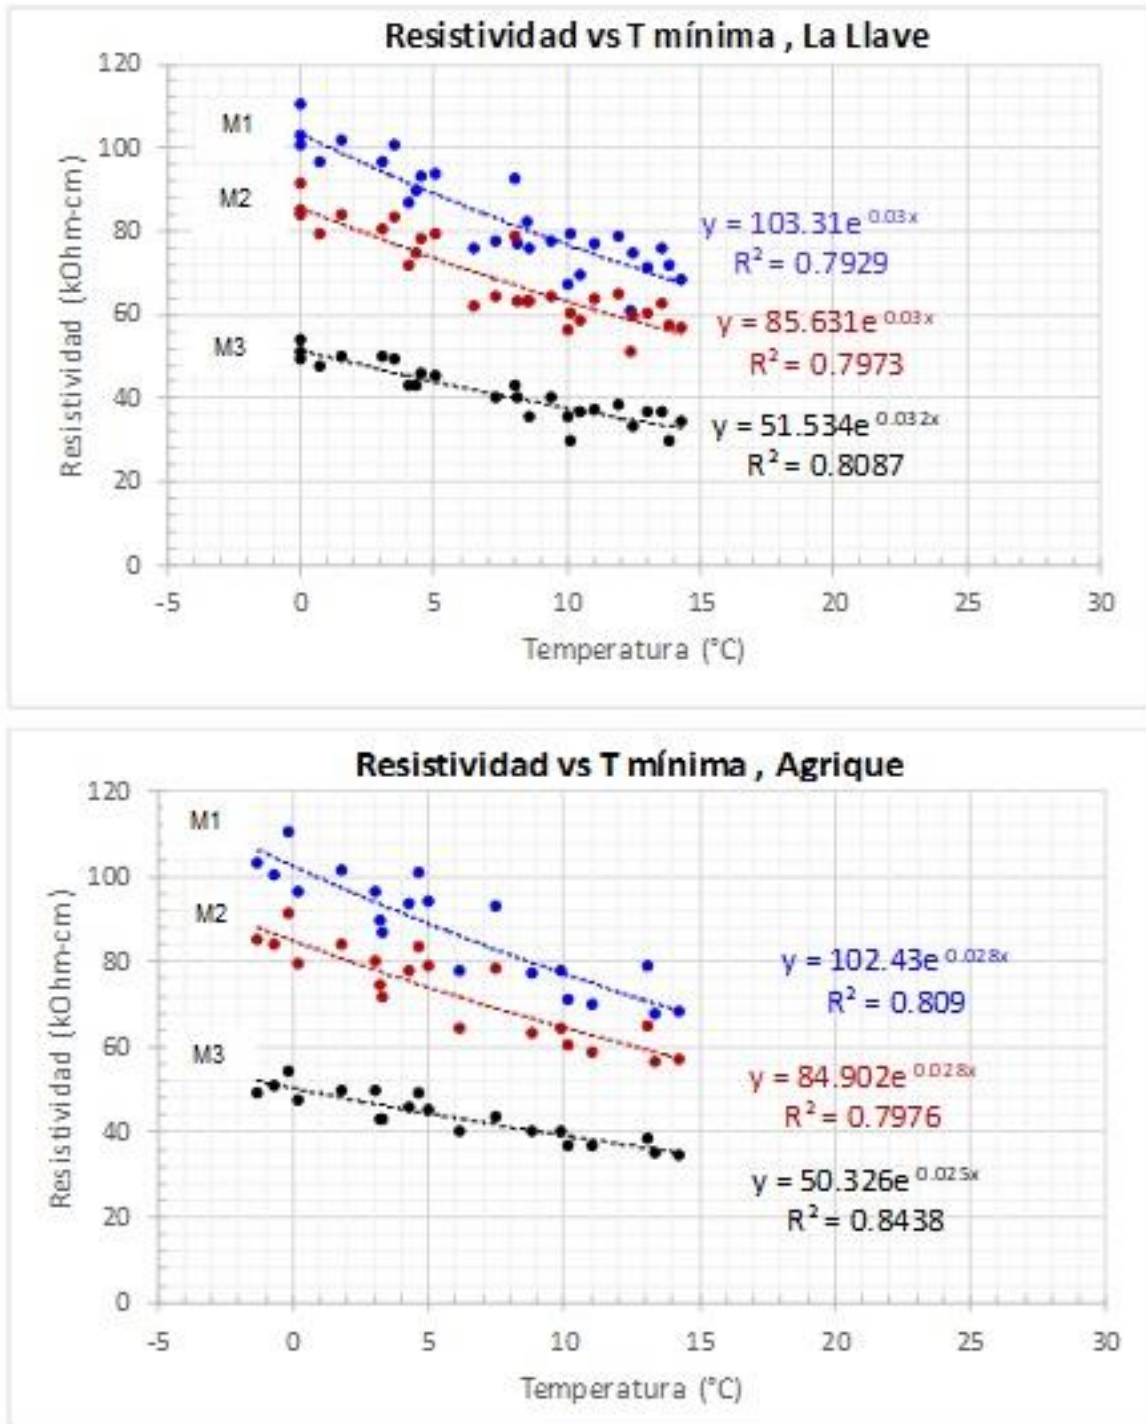 Resistividad vs T mínima , La Llave
120
100
80
60
40
20
0
M1
M2
M3
y = 103.31e 0.03x
R² = 0.7929
y = 85.631e 0.03x
R² = 0.7973
y = 51.534e 0.032x
R² = 0.8087
Resistividad (kOhm-cm)
-5 0 5 10 15 20 25 30
Temperatura (°C)
Resistividad vs T mínima , Agrique
120
100
80
60
40
20
0
M1
M2
M3
y = 102.43e 0.028x
R² = 0.809
y = 84.902e 0.028x
R² = 0.7976
y = 50.326e 0.025x
R² = 0.8438
Resistividad (kOhm-cm)
-5 0 5 10 15 20 25 30
Temperatura (°C)